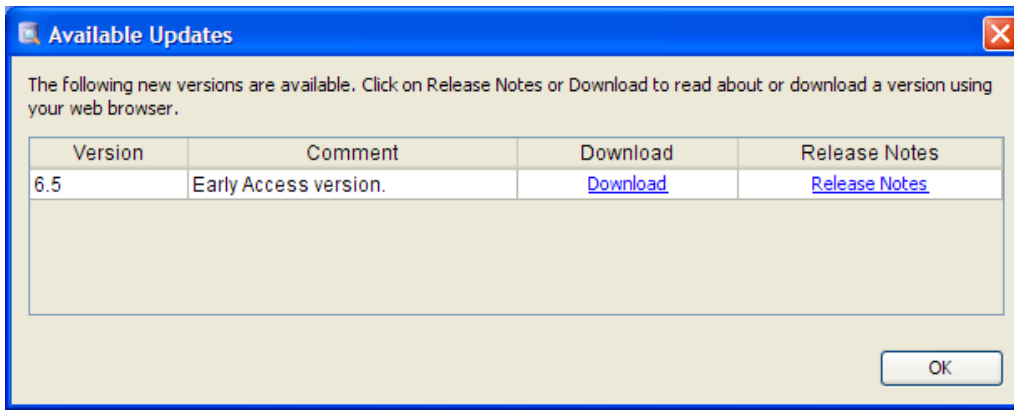 Available Updates
The following new versions are available. Click on Release Notes or Download to read about or download a version using
your web browser.
Version Comment Download Release Notes
6.5 Early Access version. Download Release Notes
OK